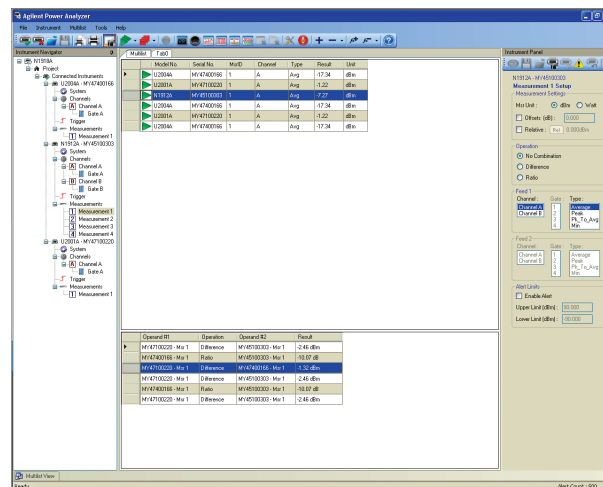 Agilent Power Analyzer
File Instrument Multilist Tools Help
Instrument Navigator
N1918A
Project
Connected Instruments
U2004A - MY47400166
System
Channels
A Channel A
Gate A
Trigger
Measurements
1 Measurement 1
N1912A - MY45100303
System
Channels
A Channel A
Gate A
B Channel B
Gate B
Trigger
Measurements
1 Measurement 1
2 Measurement 2
3 Measurement 3
4 Measurement 4
U2001A - MY47100220
System
Channels
A Channel A
Gate A
Trigger
Measurements
1 Measurement 1
Multilist Tab0
Model No. Serial No. MsID Channel Type Result Unit
U2004A MY47400166 1 A Avg -17.34 dBm
U2001A MY47100220 1 A Avg -1.22 dBm
N1912A MY45100303 1 A Avg -7.27 dBm
U2004A MY47400166 1 A Avg -17.34 dBm
U2001A MY47100220 1 A Avg -1.22 dBm
U2004A MY47400166 1 A Avg -17.34 dBm
Operand #1 Operation Operand #2 Result
MY47100220 - Msr 1 Difference MY45100303 - Msr 1 -2.46 dBm
MY47400166 - Msr 1 Ratio MY45100303 - Msr 1 -10.07 dB
MY47100220 - Msr 1 Difference MY47400166 - Msr 1 -1.32 dBm
MY47100220 - Msr 1 Difference MY45100303 - Msr 1 -2.46 dBm
MY47400166 - Msr 1 Ratio MY45100303 - Msr 1 -10.07 dB
MY47100220 - Msr 1 Difference MY45100303 - Msr 1 -2.46 dBm
Instrument Panel
N1912A - MY45100303
Measurement 1 Setup
Measurement Settings
Msr Unit : dBm Watt
Offsets (dB) : 0.000
Relative : Rel 0.000dBm
Operation
No Combination
Difference
Ratio
Feed 1
Channel : Gate : Type :
Channel A 1 Average
Channel B 2 Peak
3 Pk_To_Avg
4 Min
Feed 2
Channel : Gate : Type :
Channel A 1 Average
Channel B 2 Peak
3 Pk_To_Avg
4 Min
Alert Limits
Enable Alert
Upper Limit (dBm) : 90.000
Lower Limit (dBm) : -90.000
Multilist View
Ready
Alert Count : 500